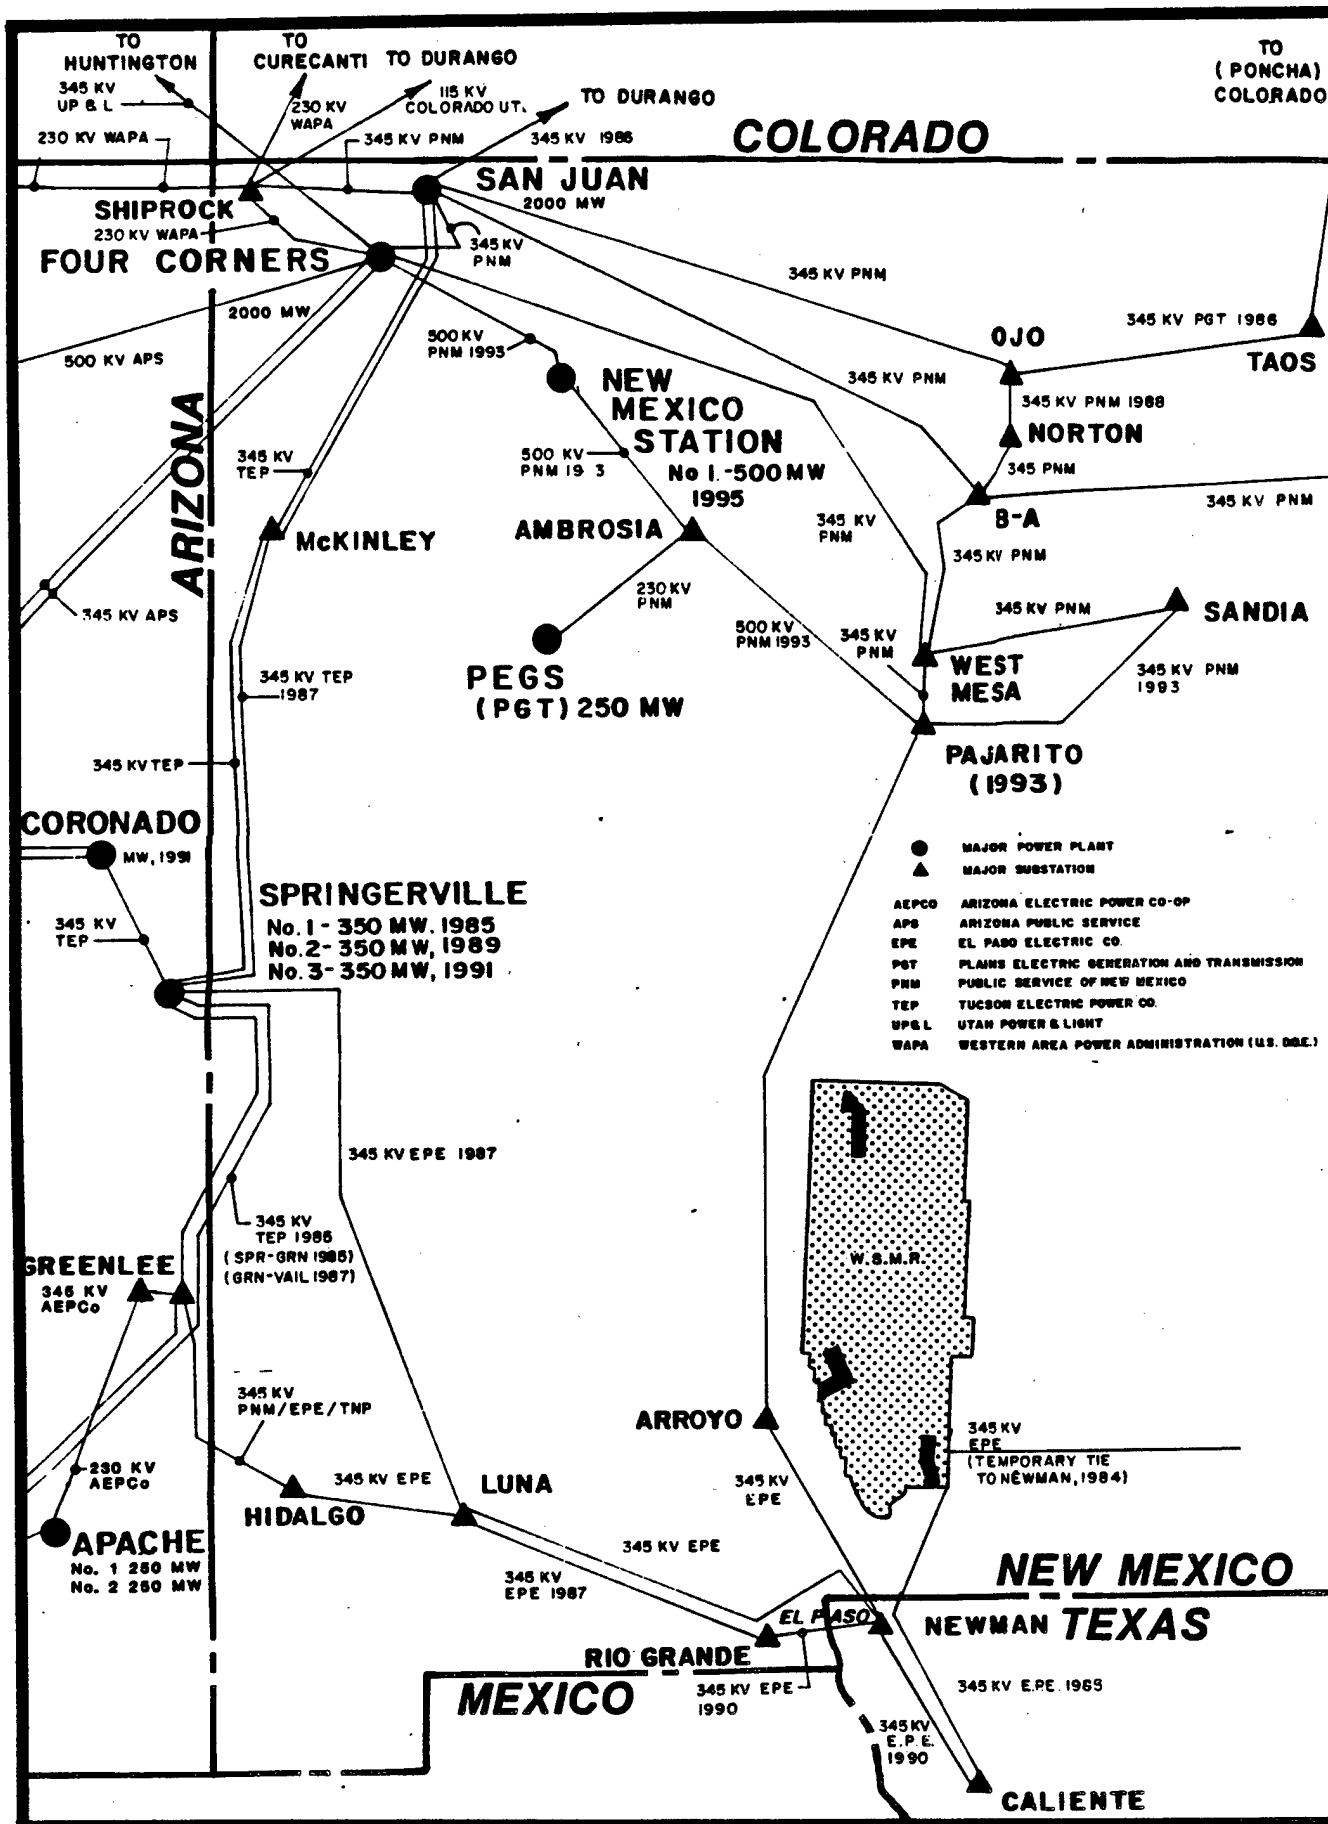 TO
HUNTINGTON
TO
CURECANTI
TO DURANGO
TO
(PONCHA)
COLORADO
345 KV
UP & L
230 KV
WAPA
115 KV
COLORADO UT.
TO DURANGO
230 KV WAPA
345 KV PNM
345 KV 1986
COLORADO
SAN JUAN
2000 MW
SHIPROCK
230 KV WAPA
345 KV
PNM
FOUR CORNERS
2000 MW
345 KV PNM
500 KV APS
500 KV
PNM 1993
345 KV PGT 1986
OJO
TAOS
345 KV PNM
NEW
MEXICO
STATION
No 1.-500 MW
1995
345 KV PNM 1988
NORTON
ARIZONA
345 KV
TEP
500 KV
PNM 19 3
345 PNM
345 KV PNM
B-A
McKINLEY
AMBROSIA
345 KV
PNM
345 KV PNM
345 KV APS
230 KV
PNM
345 KV PNM
SANDIA
500 KV
PNM 1993
345 KV
PNM
PEGS
(PGT) 250 MW
WEST
MESA
345 KV PNM
1993
345 KV TEP
1987
PAJARITO
(1993)
345 KV TEP
CORONADO
MW, 1991
MAJOR POWER PLANT
MAJOR SUBSTATION
SPRINGERVILLE
No. 1 - 350 MW. 1985
No. 2 - 350 MW, 1989
No. 3 - 350 MW, 1991
345 KV
TEP
AEPCO ARIZONA ELECTRIC POWER CO-OP
APS ARIZONA PUBLIC SERVICE
EPE EL PASO ELECTRIC CO.
PGT PLAINS ELECTRIC GENERATION AND TRANSMISSION
PNM PUBLIC SERVICE OF NEW MEXICO
TEP TUCSON ELECTRIC POWER CO.
UP&L UTAH POWER & LIGHT
WAPA WESTERN AREA POWER ADMINISTRATION (U.S. DOE.)
345 KV EPE 1987
345 KV
TEP 1985
(SPR-GRN 1985)
(GRN-VAIL 1987)
W.S.M.R.
GREENLEE
345 KV
AEPCo
345 KV
PNM/EPE/TNP
ARROYO
345 KV
EPE
(TEMPORARY TIE
TO NEWMAN, 1984)
230 KV
AEPCo
345 KV EPE
LUNA
345 KV
EPE
HIDALGO
APACHE
No. 1 250 MW
No. 2 250 MW
345 KV EPE
345 KV
EPE 1987
NEW MEXICO
EL PASO
NEWMAN
TEXAS
RIO GRANDE
MEXICO
345 KV EPE
1990
345 KV E.P.E. 1985
345 KV
E.P.E.
1990
CALIENTE